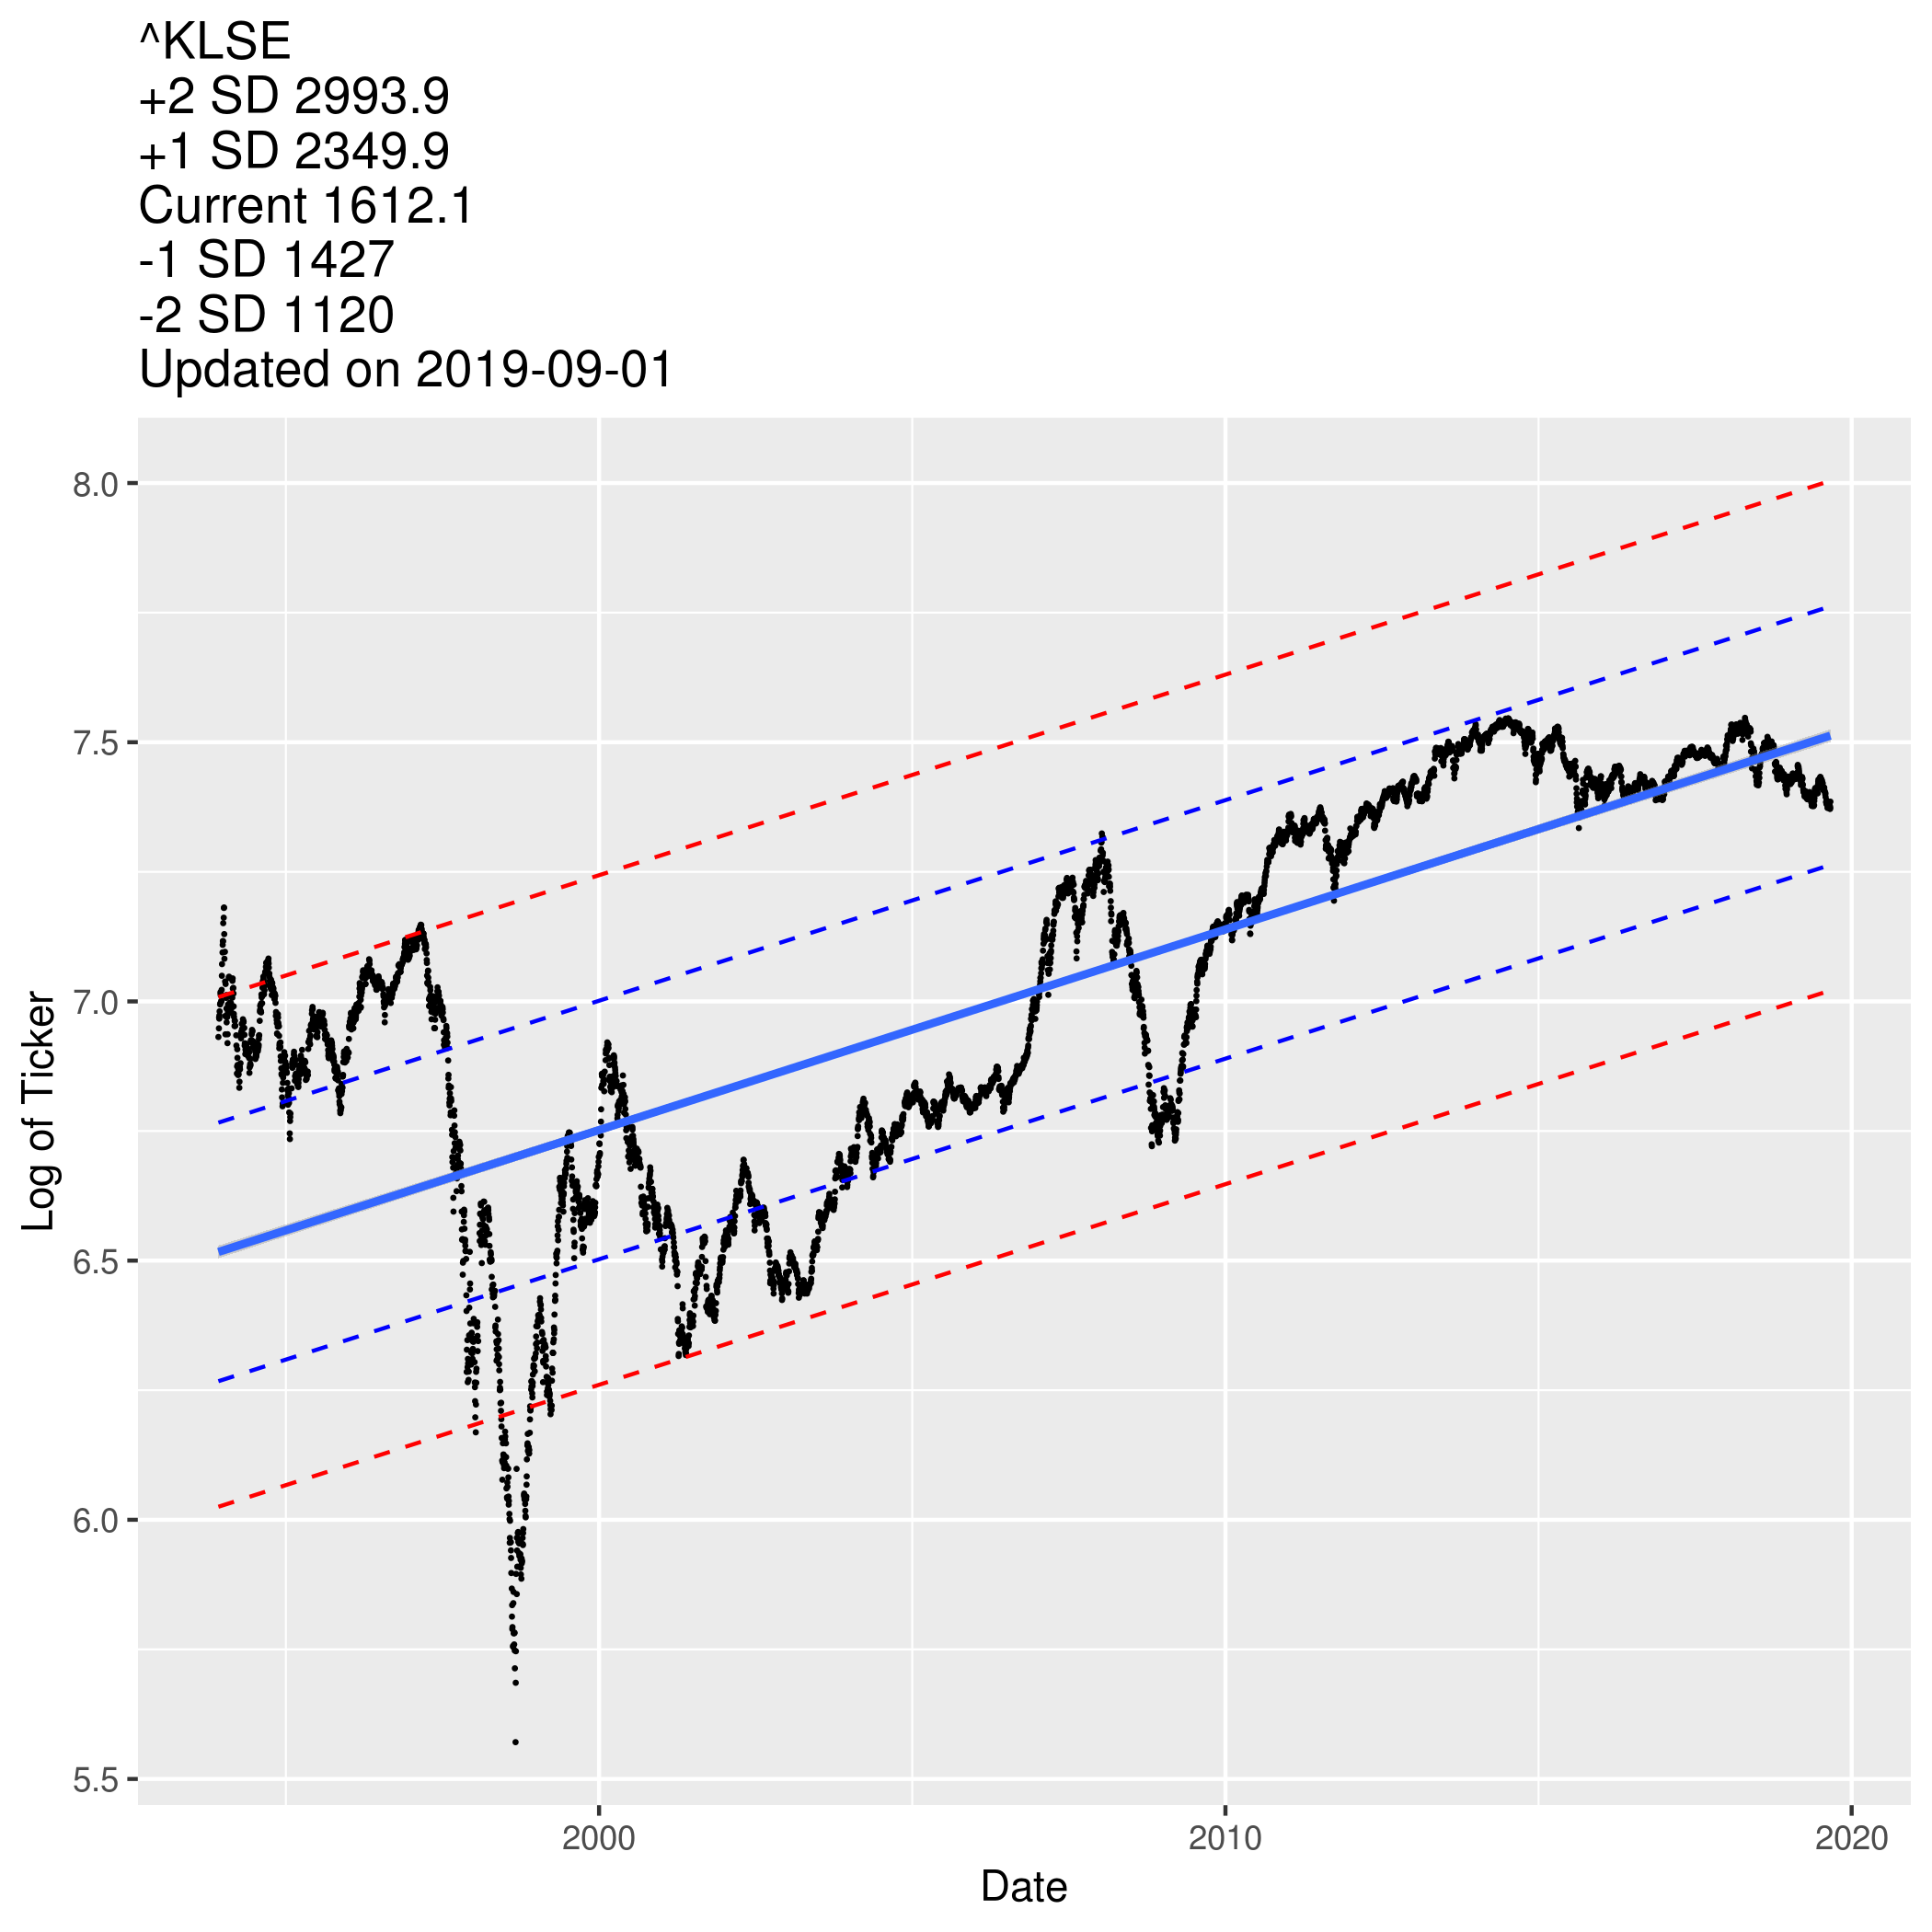 ^KLSE
+2 SD 2993.9
+1 SD 2349.9
Current 1612.1
-1 SD 1427
-2 SD 1120
Updated on 2019-09-01
8.0
7.5
7.0
6.5
6.0
5.5
Log of Ticker
2000
2010
2020
Date